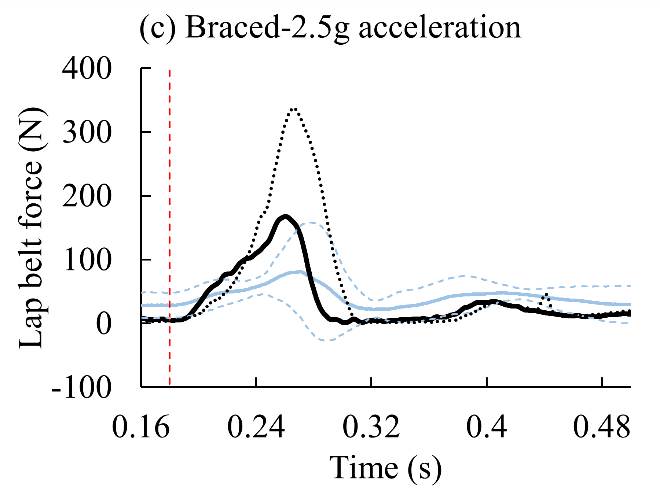 (c) Braced-2.5g acceleration
Lap belt force (N)
400
300
200
100
0
-100
0.16 0.24 0.32 0.4 0.48
Time (s)